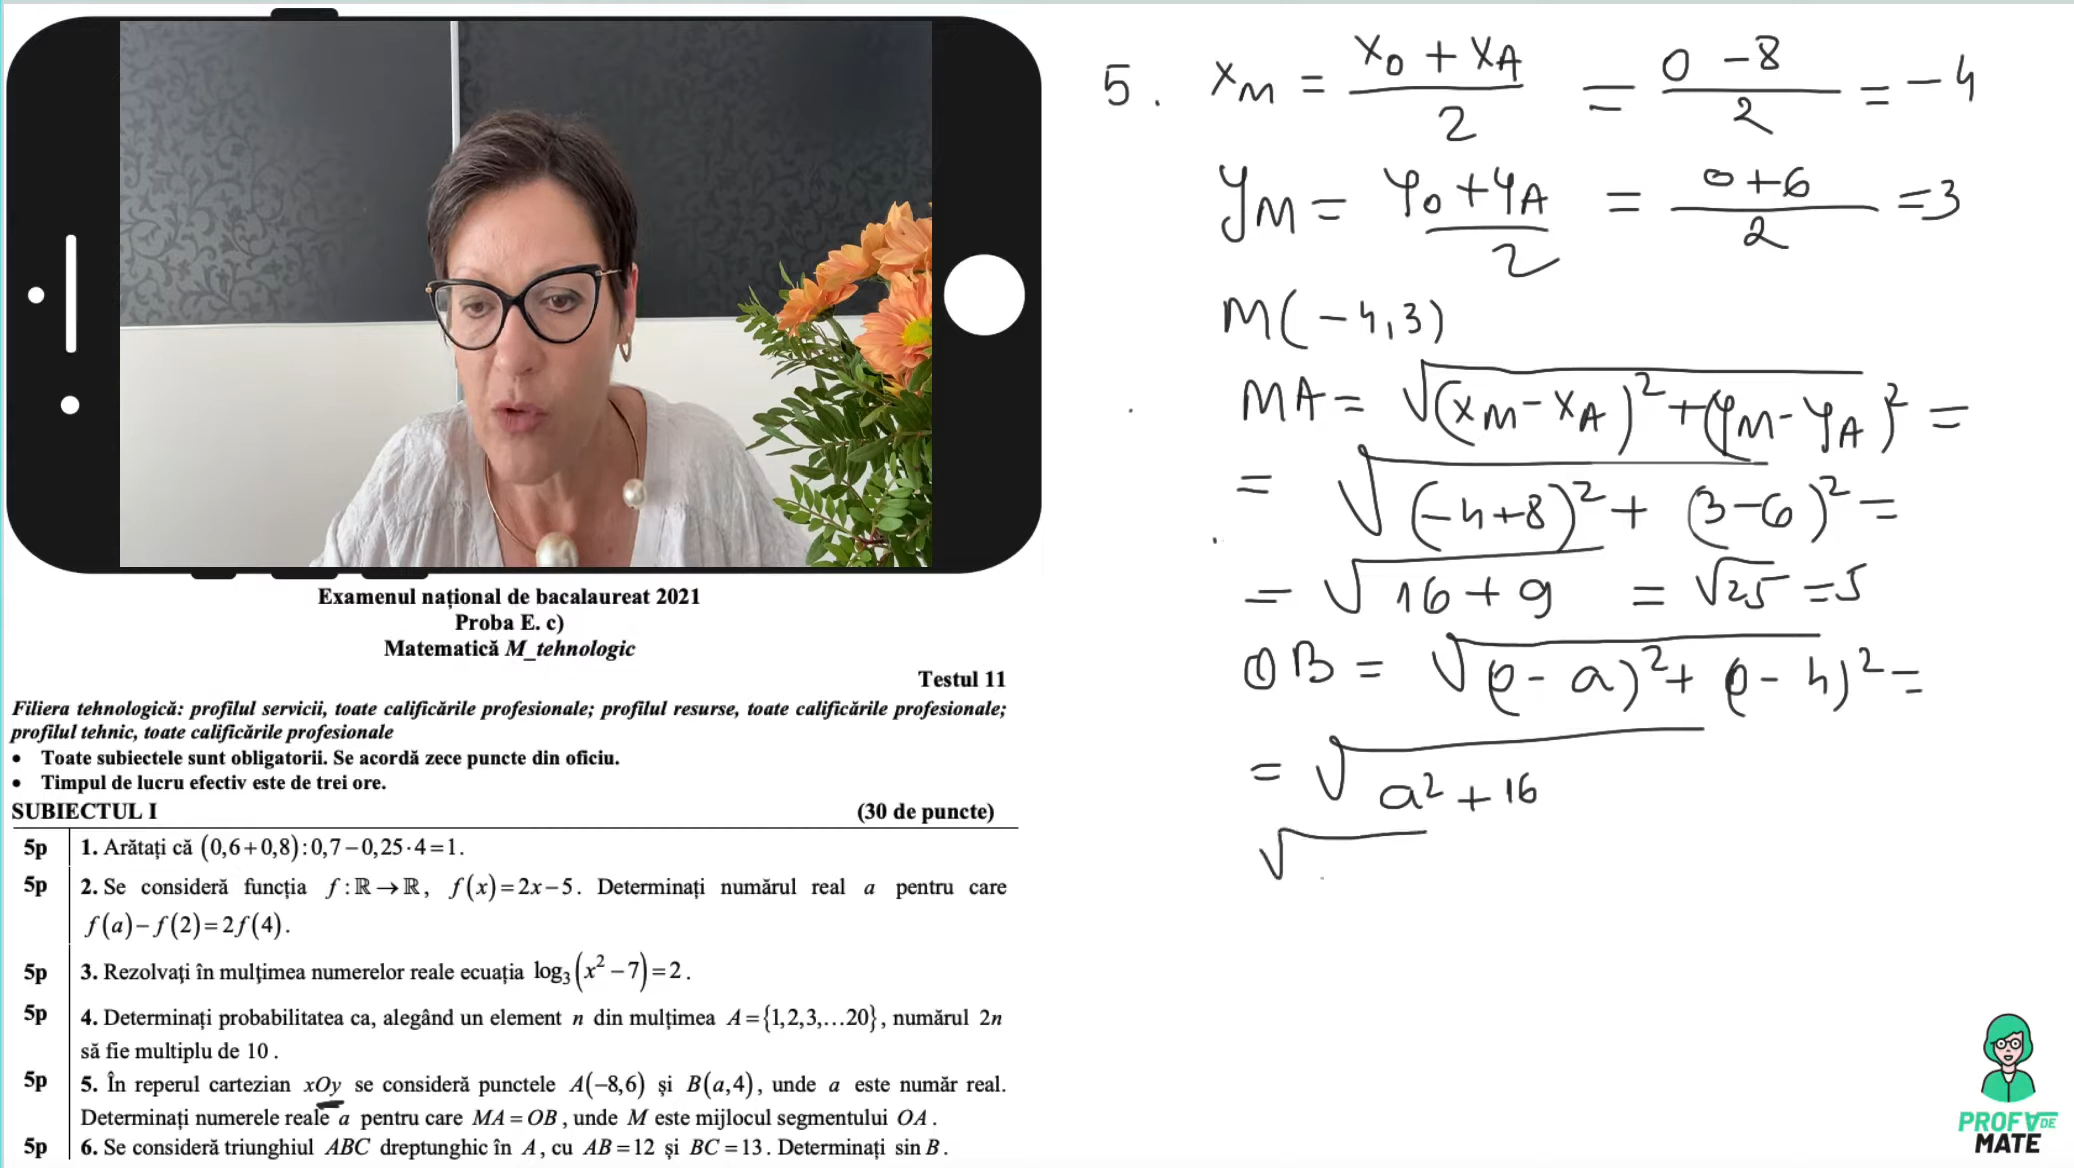 Examenul național de bacalaureat 2021
Proba E. c)
Matematică M_tehnologic
Testul 11
Filiera tehnologică: profilul servicii, toate calificările profesionale; profilul resurse, toate calificările profesionale;
profilul tehnic, toate calificările profesionale
• Toate subiectele sunt obligatorii. Se acordă zece puncte din oficiu.
• Timpul de lucru efectiv este de trei ore.
SUBIECTUL I (30 de puncte)
5p 1. Arătați că (0,6+0,8):0,7−0,25·4=1.
5p 2. Se consideră funcția f:ℝ→ℝ, f(x)=2x−5. Determinați numărul real a pentru care
f(a)−f(2)=2f(4).
5p 3. Rezolvați în mulțimea numerelor reale ecuația log₃(x²−7)=2.
5p 4. Determinați probabilitatea ca, alegând un element n din mulțimea A={1,2,3,…20}, numărul 2n
să fie multiplu de 10.
5p 5. În reperul cartezian xOy se consideră punctele A(−8,6) și B(a,4), unde a este număr real.
Determinați numerele reale a pentru care MA=OB, unde M este mijlocul segmentului OA.
5p 6. Se consideră triunghiul ABC dreptunghic în A, cu AB=12 și BC=13. Determinați sin B.
5. x_M = (x_O + x_A)/2 = (0 −8)/2 = −4
y_M = (y_O + y_A)/2 = (0+6)/2 = 3
M(−4,3)
MA = √((x_M − x_A)² + (y_M − y_A)²) =
= √((−4+8)² + (3−6)²) =
= √(16+9) = √25 = 5
OB = √((0−a)² + (0−4)²) =
= √(a²+16)
√
PROFA DE
MATE